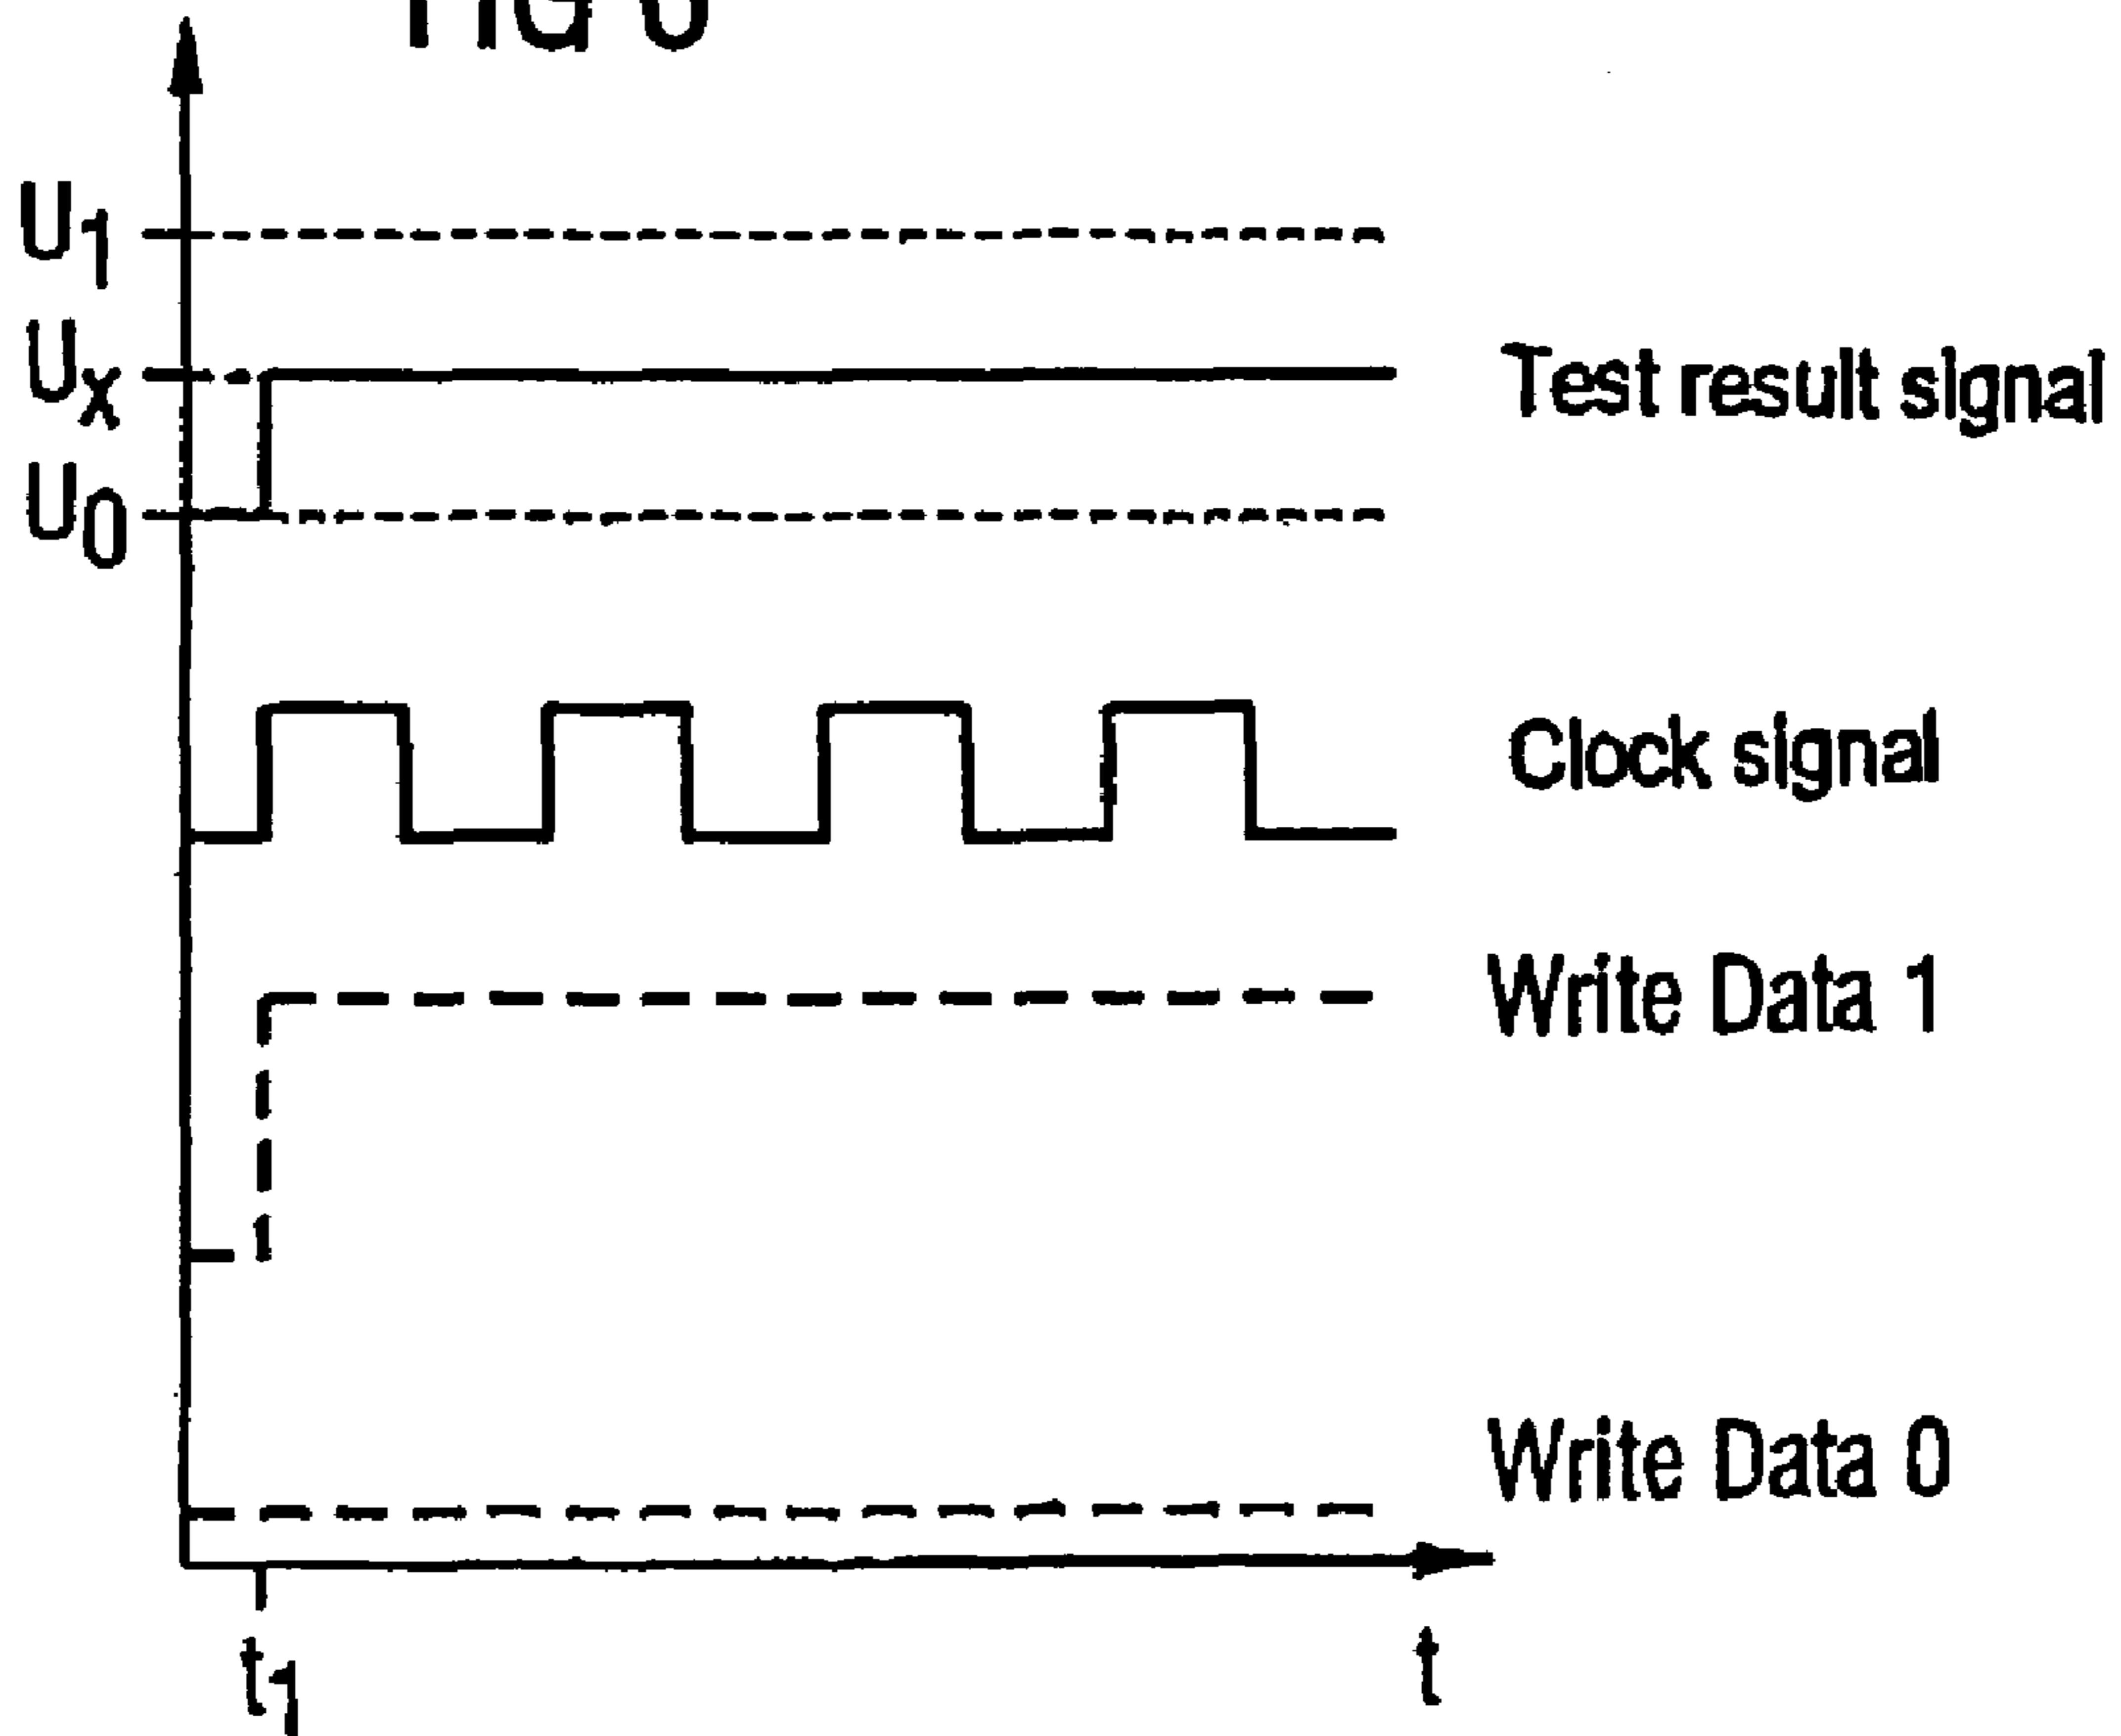 U1
Ux
Test result signal
U0
Clock signal
Write Data 1
Write Data 0
t1
t